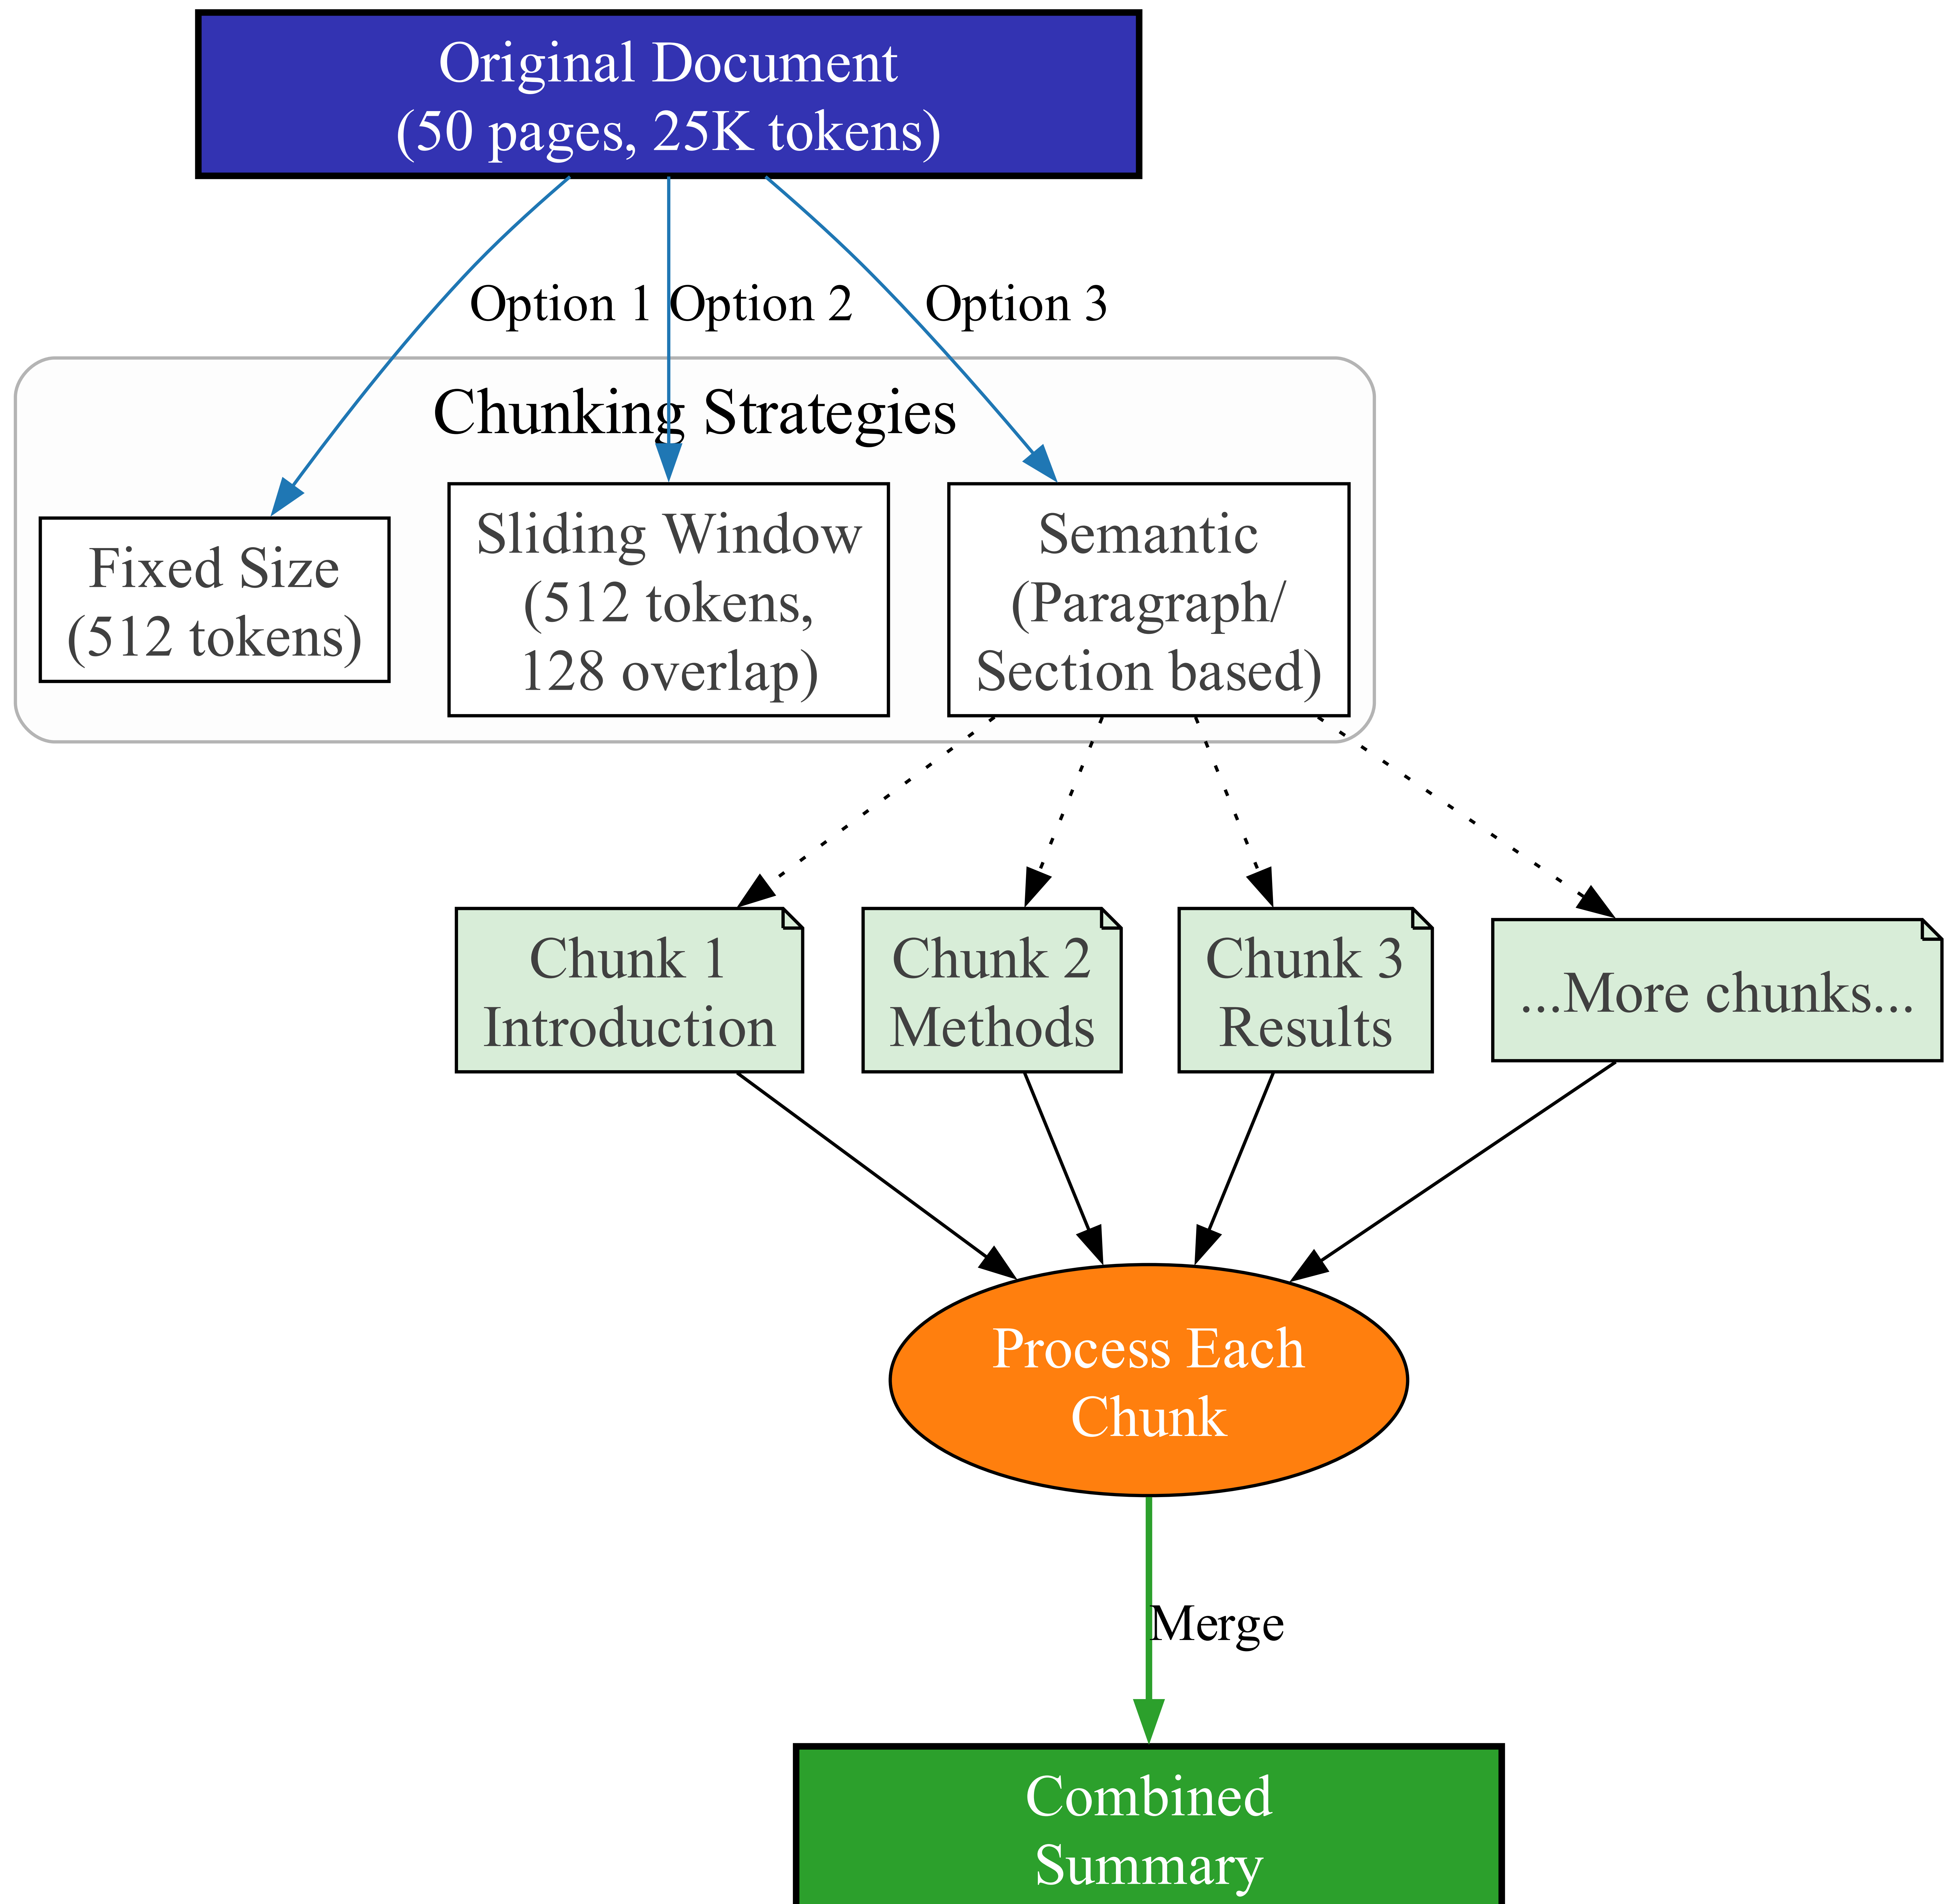 Original Document
(50 pages, 25K tokens)
Option 1
Option 2
Option 3
Chunking Strategies
Fixed Size
(512 tokens)
Sliding Window
(512 tokens,
128 overlap)
Semantic
(Paragraph/
Section based)
Chunk 1
Introduction
Chunk 2
Methods
Chunk 3
Results
...More chunks...
Process Each
Chunk
Merge
Combined
Summary